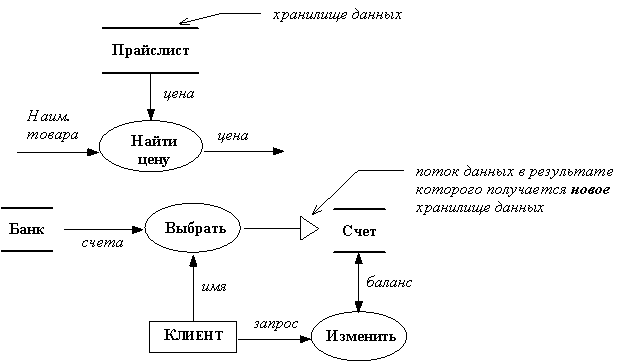 хранилище данных
Прайслист
цена
Наим.
товара
Найти
цену
цена
поток данных в результате
которого получается новое
хранилище данных
Банк
счета
Выбрать
Счет
имя
баланс
КЛИЕНТ
запрос
Изменить